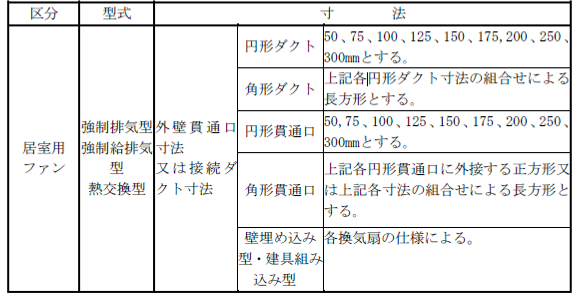 区分
型式
寸　　法
居室用
ファン
強制排気型
強制給排気
型
熱交換型
外壁貫通口
寸法
又は接続ダ
クト寸法
円形ダクト
50、75、100、125、150、175,200、250、
300mmとする。
角形ダクト
上記各円形ダクト寸法の組合せによる
長方形とする。
円形貫通口
50,75、100、125、150、175、200、250、
300mmとする。
角形貫通口
上記各円形貫通口に外接する正方形又
は上記各寸法の組合せによる長方形と
する。
壁埋め込み
型・建具組み
込み型
各換気扇の仕様による。